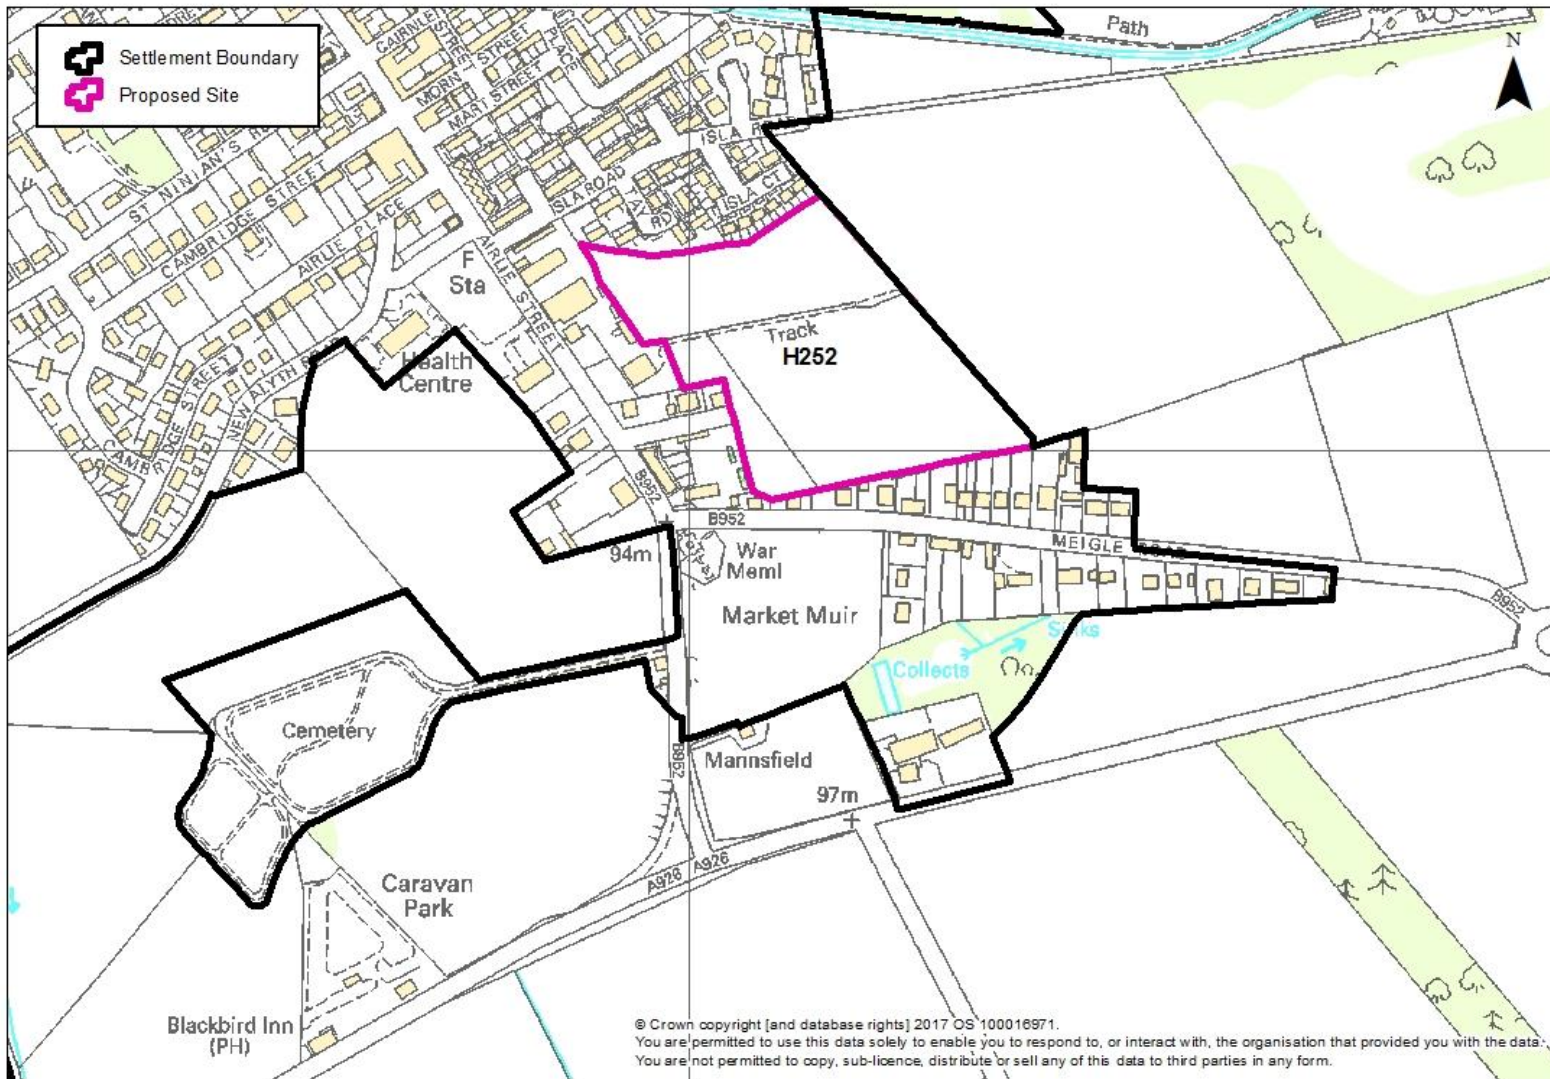 Settlement Boundary
Proposed Site
N
Path
CAIRNLE
MORN STREET
MART STREET
PLACE
ST NINIAN'S R
CAMBRIDGE STREET
AIRLIE PLACE
ISLA R
ISLA ROAD
TAY
RD
ISLA CT
F
Sta
AIRLIE STREET
Track
H252
Health
Centre
NEW ALYTH R
CAMBRIDGE STREET
B952
B952
MEIGLE ROAD
94m
War
Meml
Market Muir
B952
Collects
Cemetery
B952
Mannsfield
97m
A926
A926
Caravan
Park
Blackbird Inn
(PH)
© Crown copyright [and database rights] 2017 OS 100016971.
You are permitted to use this data solely to enable you to respond to, or interact with, the organisation that provided you with the data.
You are not permitted to copy, sub-licence, distribute or sell any of this data to third parties in any form.